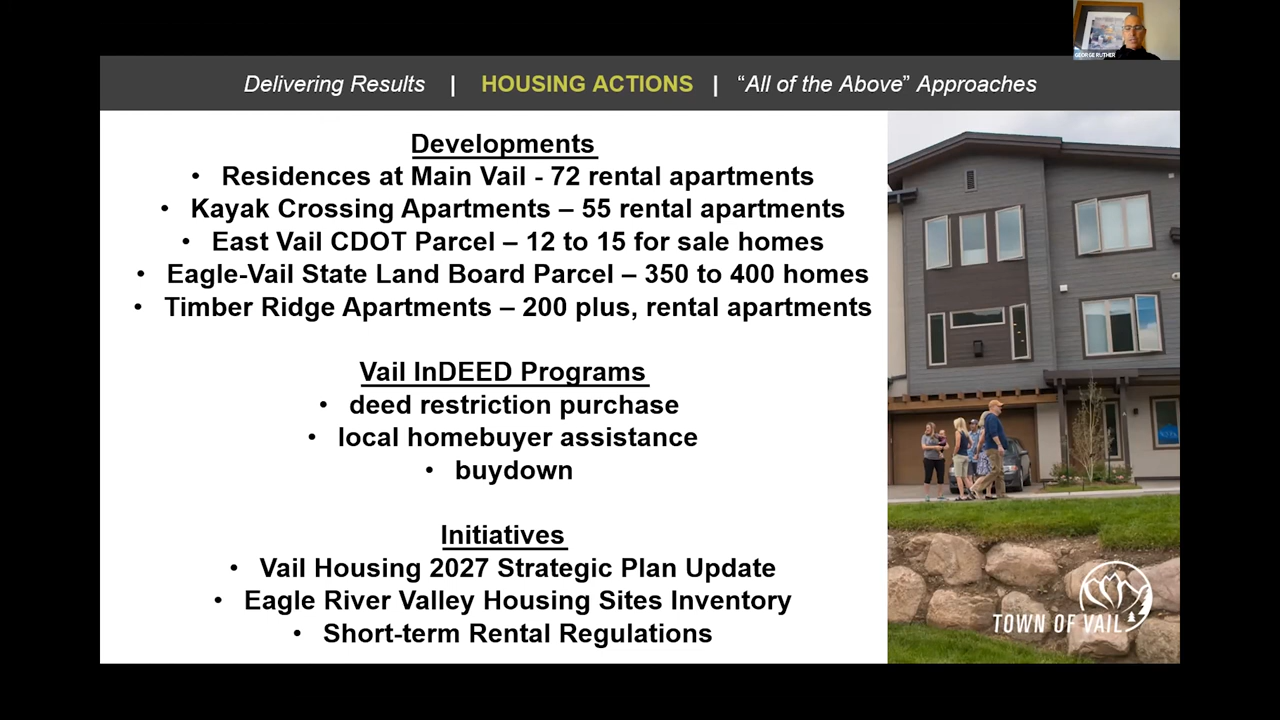 GEORGE RUTHER
Delivering Results | HOUSING ACTIONS | “All of the Above” Approaches
Developments
• Residences at Main Vail - 72 rental apartments
• Kayak Crossing Apartments – 55 rental apartments
• East Vail CDOT Parcel – 12 to 15 for sale homes
• Eagle-Vail State Land Board Parcel – 350 to 400 homes
• Timber Ridge Apartments – 200 plus, rental apartments
Vail InDEED Programs
• deed restriction purchase
• local homebuyer assistance
• buydown
Initiatives
• Vail Housing 2027 Strategic Plan Update
• Eagle River Valley Housing Sites Inventory
• Short-term Rental Regulations
TOWN OF VAIL